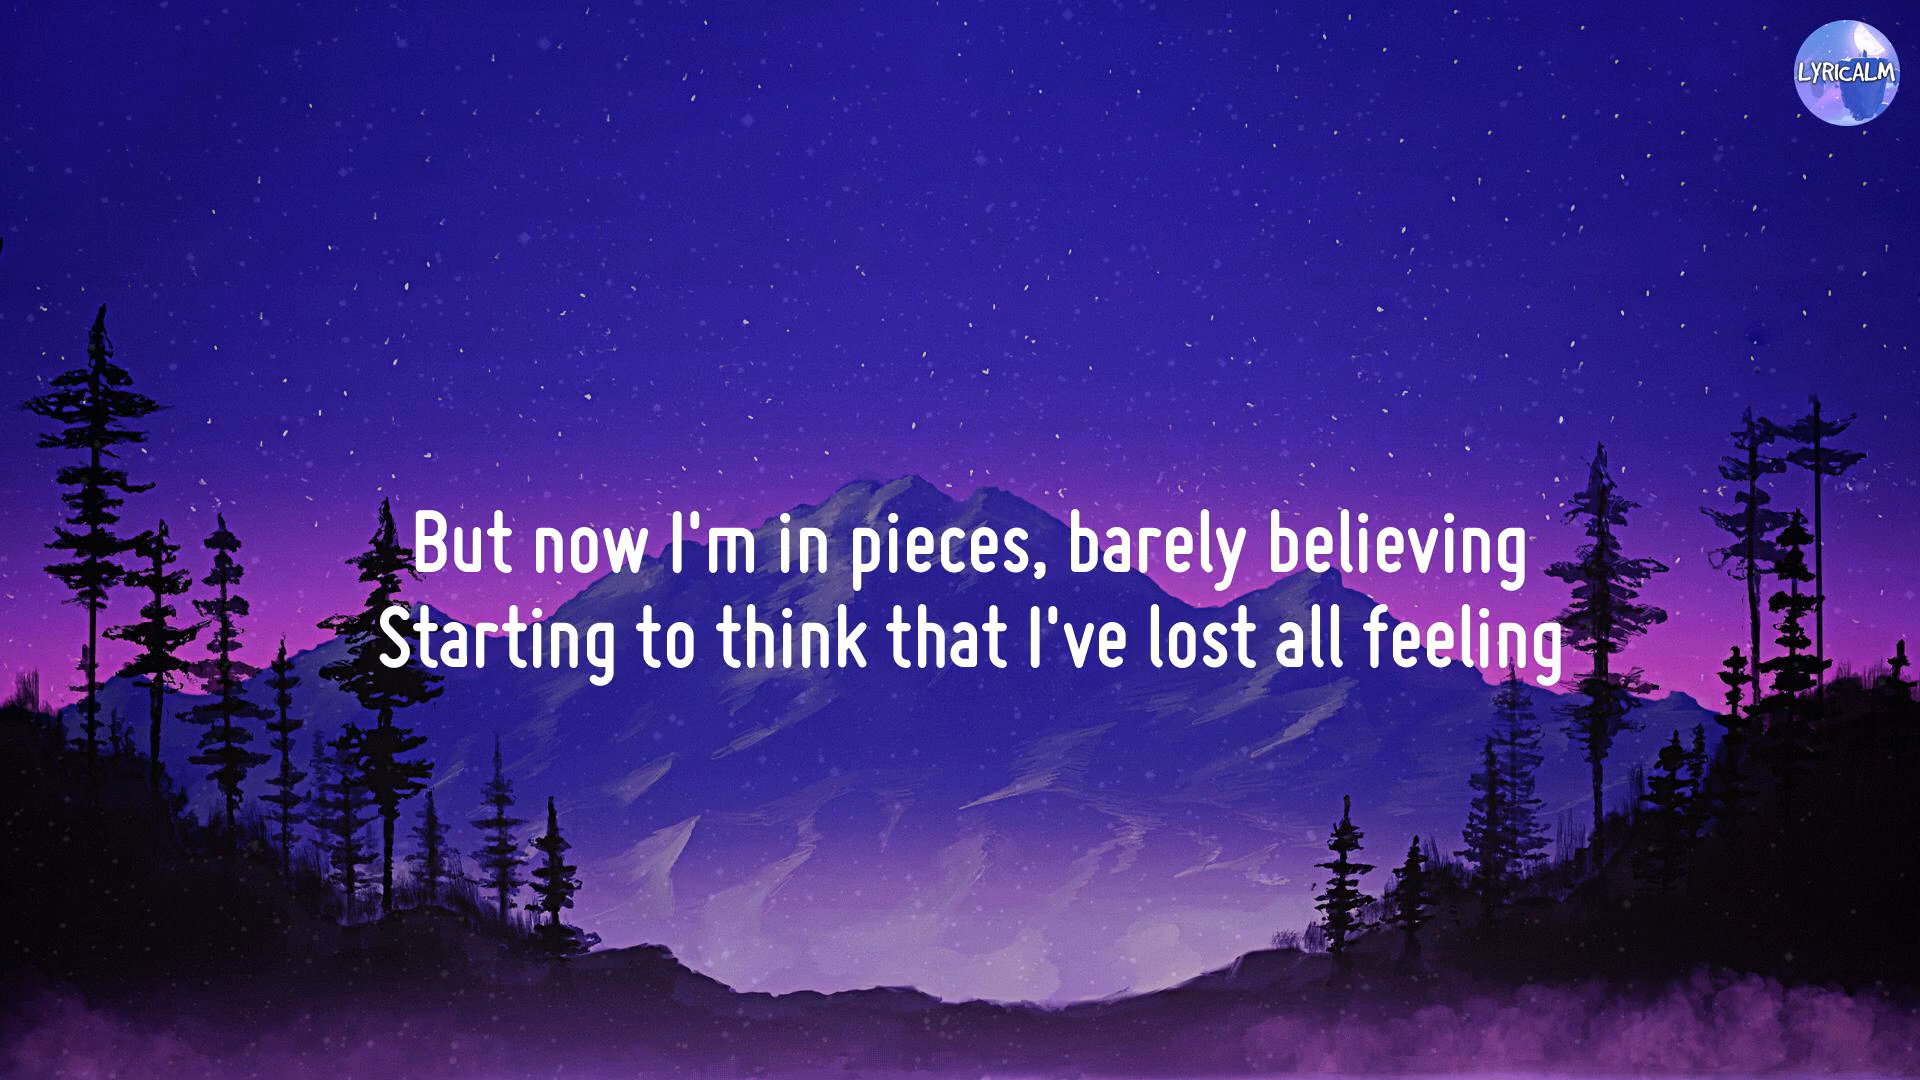 LYRICALM
But now I'm in pieces, barely believing
Starting to think that I've lost all feeling